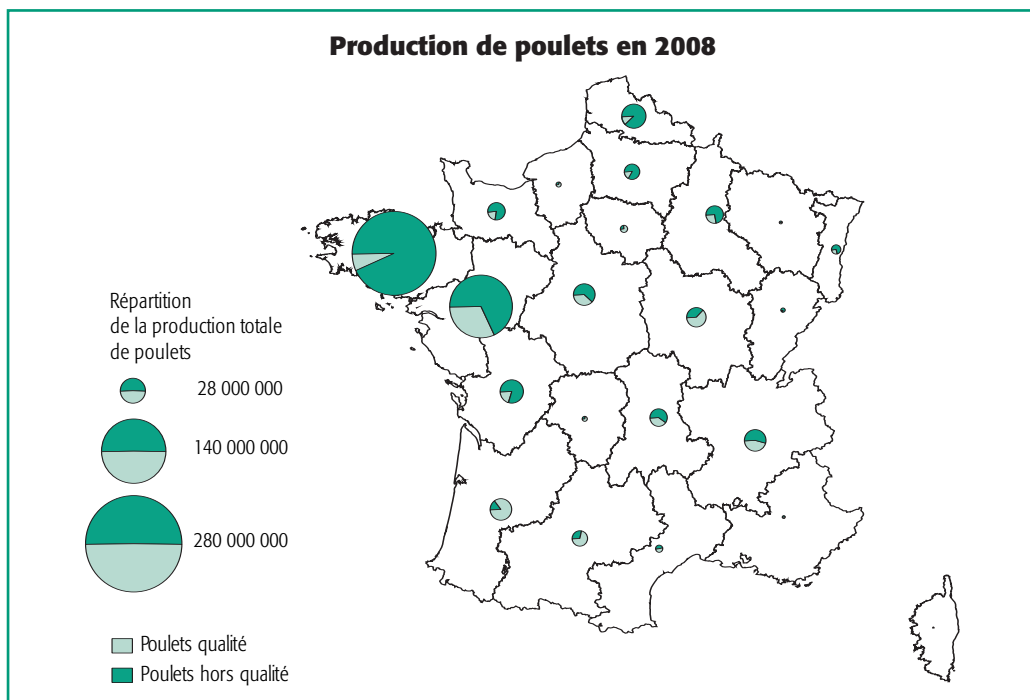 Production de poulets en 2008
Répartition
de la production totale
de poulets
28 000 000
140 000 000
280 000 000
Poulets qualité
Poulets hors qualité